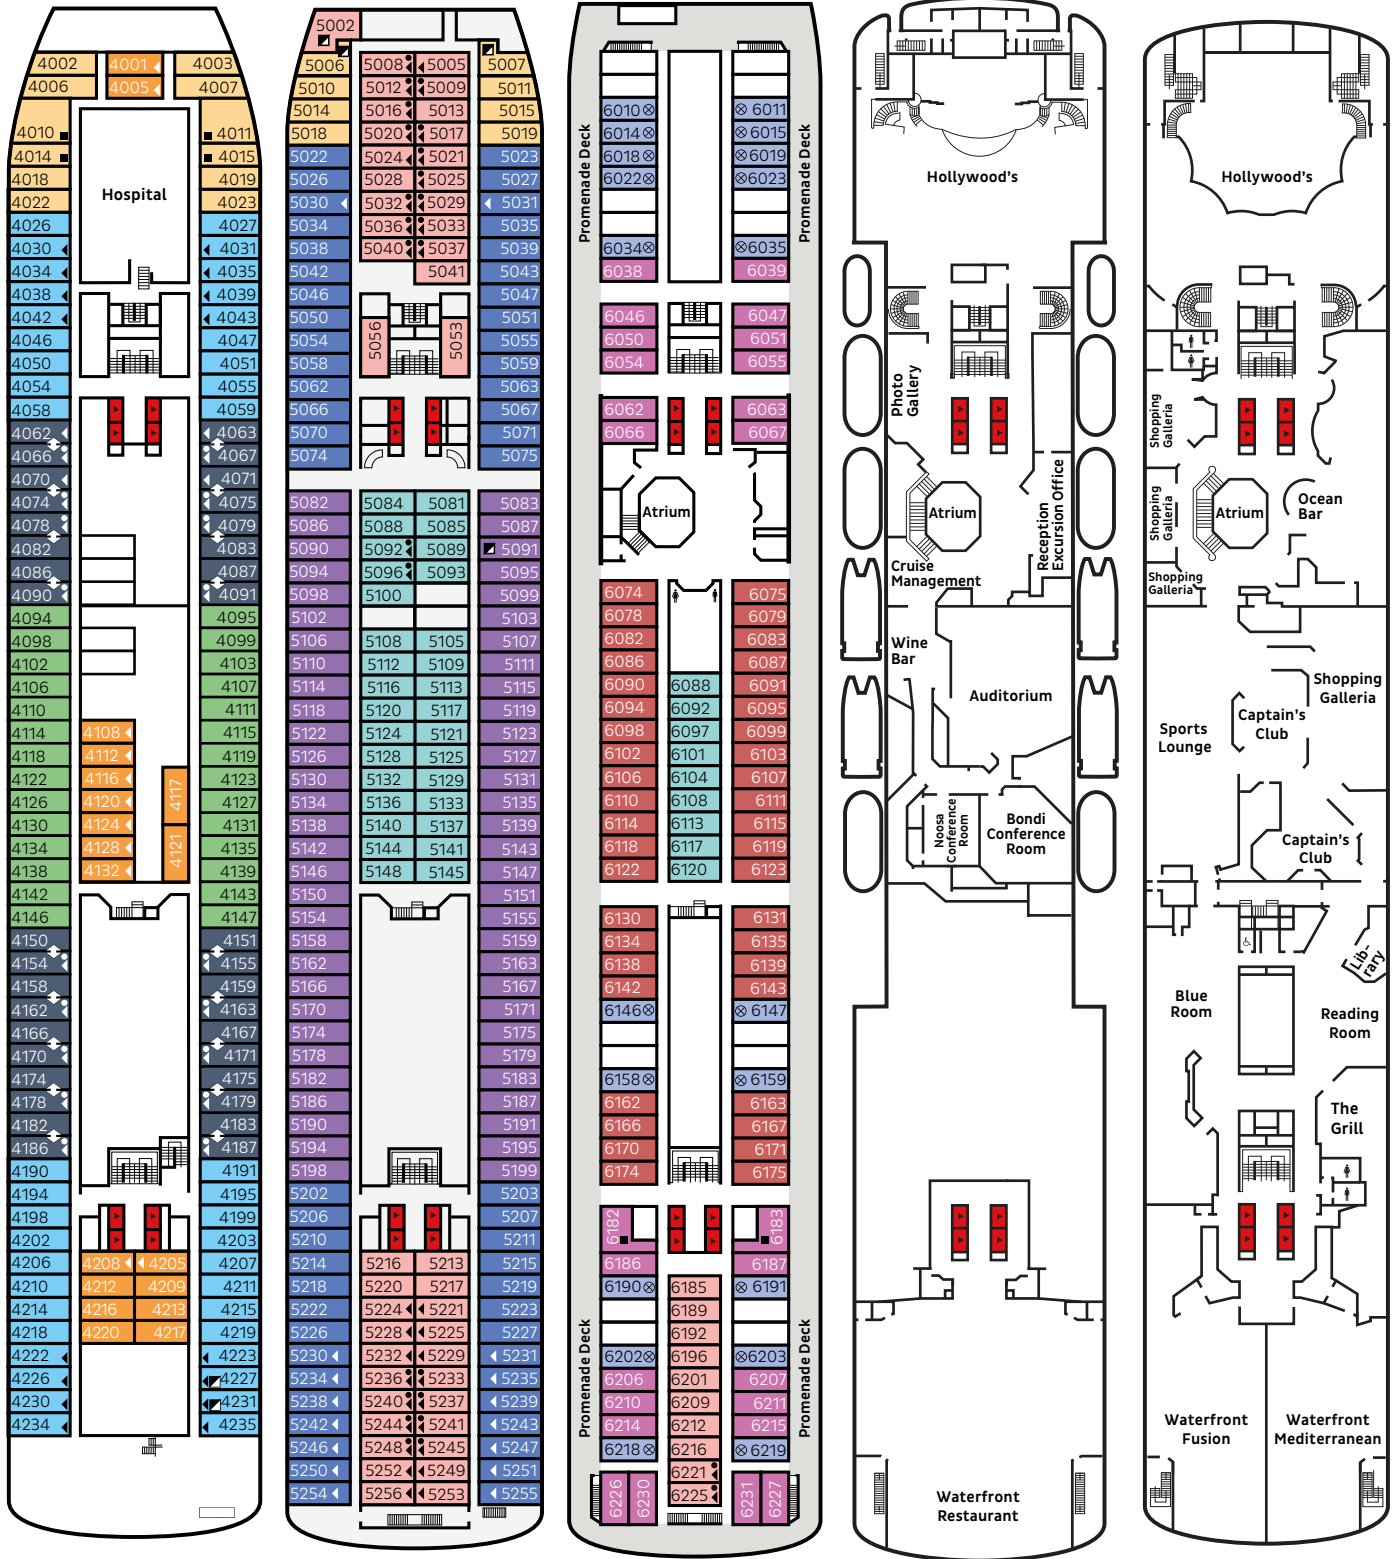 4002 4001 4003
4006 4005 4007
4010 4011
4014 4015
4018 4019
4022 4023
Hospital
4026 4027
4030 4031
4034 4035
4038 4039
4042 4043
4046 4047
4050 4051
4054 4055
4058 4059
4062 4063
4066 4067
4070 4071
4074 4075
4078 4079
4082 4083
4086 4087
4090 4091
4094 4095
4098 4099
4102 4103
4106 4107
4110 4111
4114 4108 4115
4118 4112 4119
4122 4116 4117 4123
4126 4120 4127
4130 4124 4121 4131
4134 4128 4135
4138 4132 4139
4142 4143
4146 4147
4150 4151
4154 4155
4158 4159
4162 4163
4166 4167
4170 4171
4174 4175
4178 4179
4182 4183
4186 4187
4190 4191
4194 4195
4198 4199
4202 4203
4206 4208 4205 4207
4210 4212 4209 4211
4214 4216 4213 4215
4218 4220 4217 4219
4222 4223
4226 4227
4230 4231
4234 4235
5002
5006 5008 5005 5007
5010 5012 5009 5011
5014 5016 5013 5015
5018 5020 5017 5019
5022 5024 5021 5023
5026 5028 5025 5027
5030 5032 5029 5031
5034 5036 5033 5035
5038 5040 5037 5039
5042 5041 5043
5046 5047
5050 5051
5054 5056 5053 5055
5058 5059
5062 5063
5066 5067
5070 5071
5074 5075
5082 5084 5081 5083
5086 5088 5085 5087
5090 5092 5089 5091
5094 5096 5093 5095
5098 5100 5099
5102 5103
5106 5108 5105 5107
5110 5112 5109 5111
5114 5116 5113 5115
5118 5120 5117 5119
5122 5124 5121 5123
5126 5128 5125 5127
5130 5132 5129 5131
5134 5136 5133 5135
5138 5140 5137 5139
5142 5144 5141 5143
5146 5148 5145 5147
5150 5151
5154 5155
5158 5159
5162 5163
5166 5167
5170 5171
5174 5175
5178 5179
5182 5183
5186 5187
5190 5191
5194 5195
5198 5199
5202 5203
5206 5207
5210 5211
5214 5216 5213 5215
5218 5220 5217 5219
5222 5224 5221 5223
5226 5228 5225 5227
5230 5232 5229 5231
5234 5236 5233 5235
5238 5240 5237 5239
5242 5244 5241 5243
5246 5248 5245 5247
5250 5252 5249 5251
5254 5256 5253 5255
Promenade Deck
Promenade Deck
6010 6011
6014 6015
6018 6019
6022 6023
6034 6035
6038 6039
6046 6047
6050 6051
6054 6055
6062 6063
6066 6067
Atrium
6074 6075
6078 6079
6082 6083
6086 6087
6090 6088 6091
6094 6092 6095
6098 6097 6099
6102 6101 6103
6106 6104 6107
6110 6108 6111
6114 6113 6115
6118 6117 6119
6122 6120 6123
6130 6131
6134 6135
6138 6139
6142 6143
6146 6147
6158 6159
6162 6163
6166 6167
6170 6171
6174 6175
6182 6183
6186 6187
6190 6185 6191
6189
6192
6202 6196 6203
6206 6201 6207
6210 6209 6211
6214 6212 6215
6218 6216 6219
6221
6226 6230 6225 6231 6227
Promenade Deck
Promenade Deck
Hollywood's
Photo
Gallery
Atrium
Reception
Excursion Office
Cruise
Management
Wine
Bar
Auditorium
Noosa
Conference
Room
Bondi
Conference
Room
Waterfront
Restaurant
Hollywood's
Shopping
Galleria
Shopping
Galleria
Atrium
Ocean
Bar
Shopping
Galleria
Shopping
Galleria
Sports
Lounge
Captain's
Club
Captain's
Club
Lib-
rary
Blue
Room
Reading
Room
The
Grill
Waterfront
Fusion
Waterfront
Mediterranean